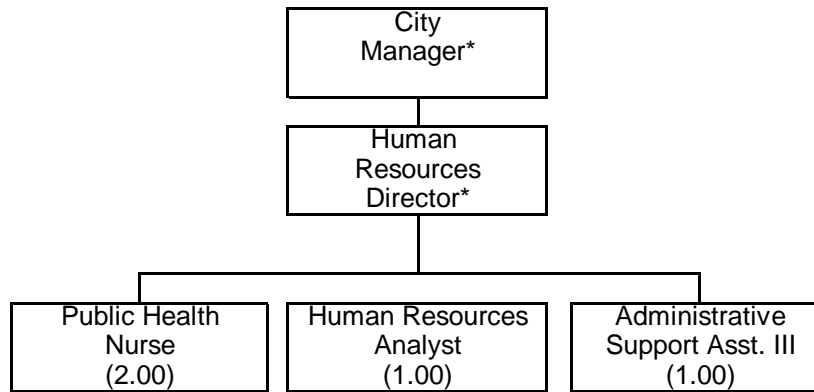 City
Manager*
Human
Resources
Director*
Public Health
Nurse
(2.00)
Human Resources
Analyst
(1.00)
Administrative
Support Asst. III
(1.00)